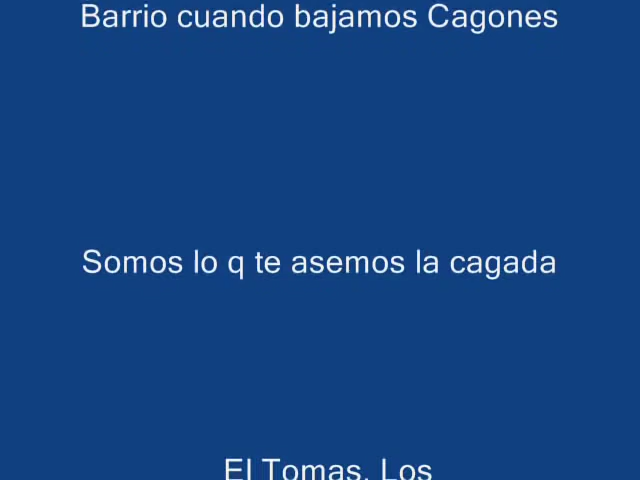 Barrio cuando bajamos Cagones
Somos lo q te asemos la cagada
El Tomas, Los